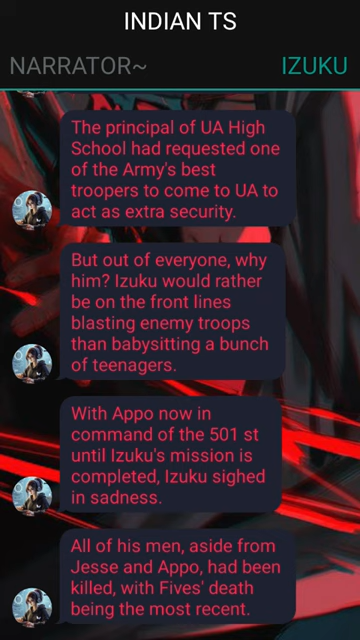 INDIAN TS
NARRATOR~ IZUKU
The principal of UA High
School had requested one
of the Army's best
troopers to come to UA to
act as extra security.
But out of everyone, why
him? Izuku would rather
be on the front lines
blasting enemy troops
than babysitting a bunch
of teenagers.
With Appo now in
command of the 501 st
until Izuku's mission is
completed, Izuku sighed
in sadness.
All of his men, aside from
Jesse and Appo, had been
killed, with Fives' death
being the most recent.